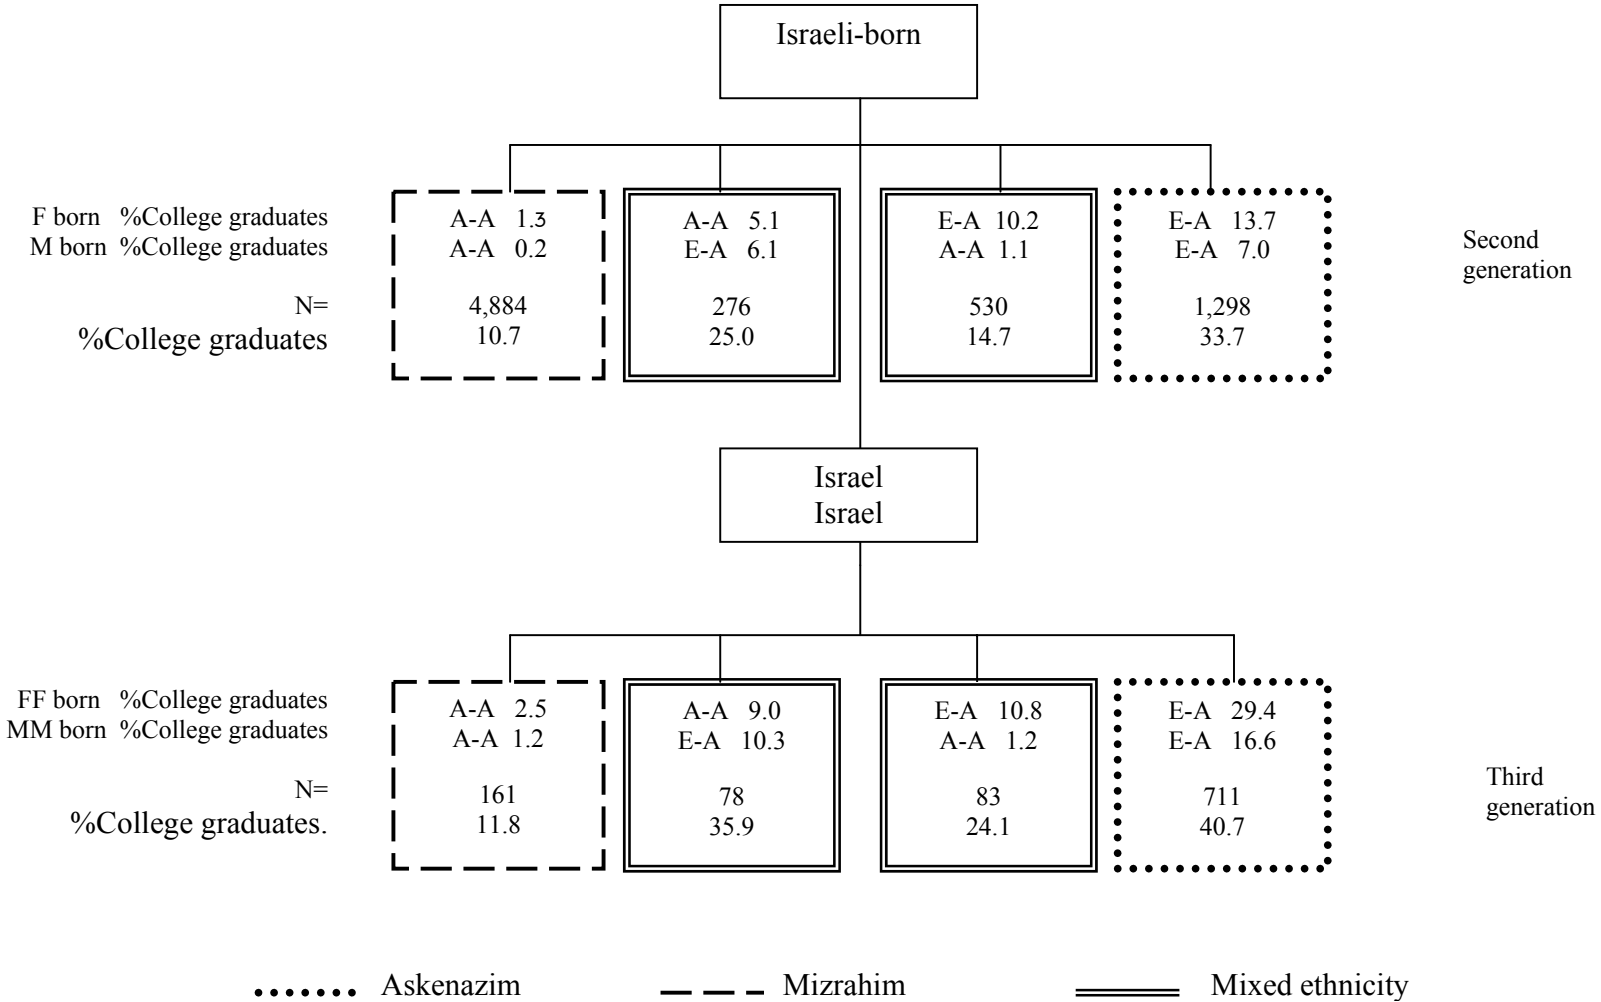 Israeli-born
F born %College graduates A-A 1.3 A-A 5.1 E-A 10.2 E-A 13.7
M born %College graduates A-A 0.2 E-A 6.1 A-A 1.1 E-A 7.0
Second
generation
N= 4,884 276 530 1,298
%College graduates 10.7 25.0 14.7 33.7
Israel
Israel
FF born %College graduates A-A 2.5 A-A 9.0 E-A 10.8 E-A 29.4
MM born %College graduates A-A 1.2 E-A 10.3 A-A 1.2 E-A 16.6
Third
generation
N= 161 78 83 711
%College graduates. 11.8 35.9 24.1 40.7
Askenazim Mizrahim Mixed ethnicity